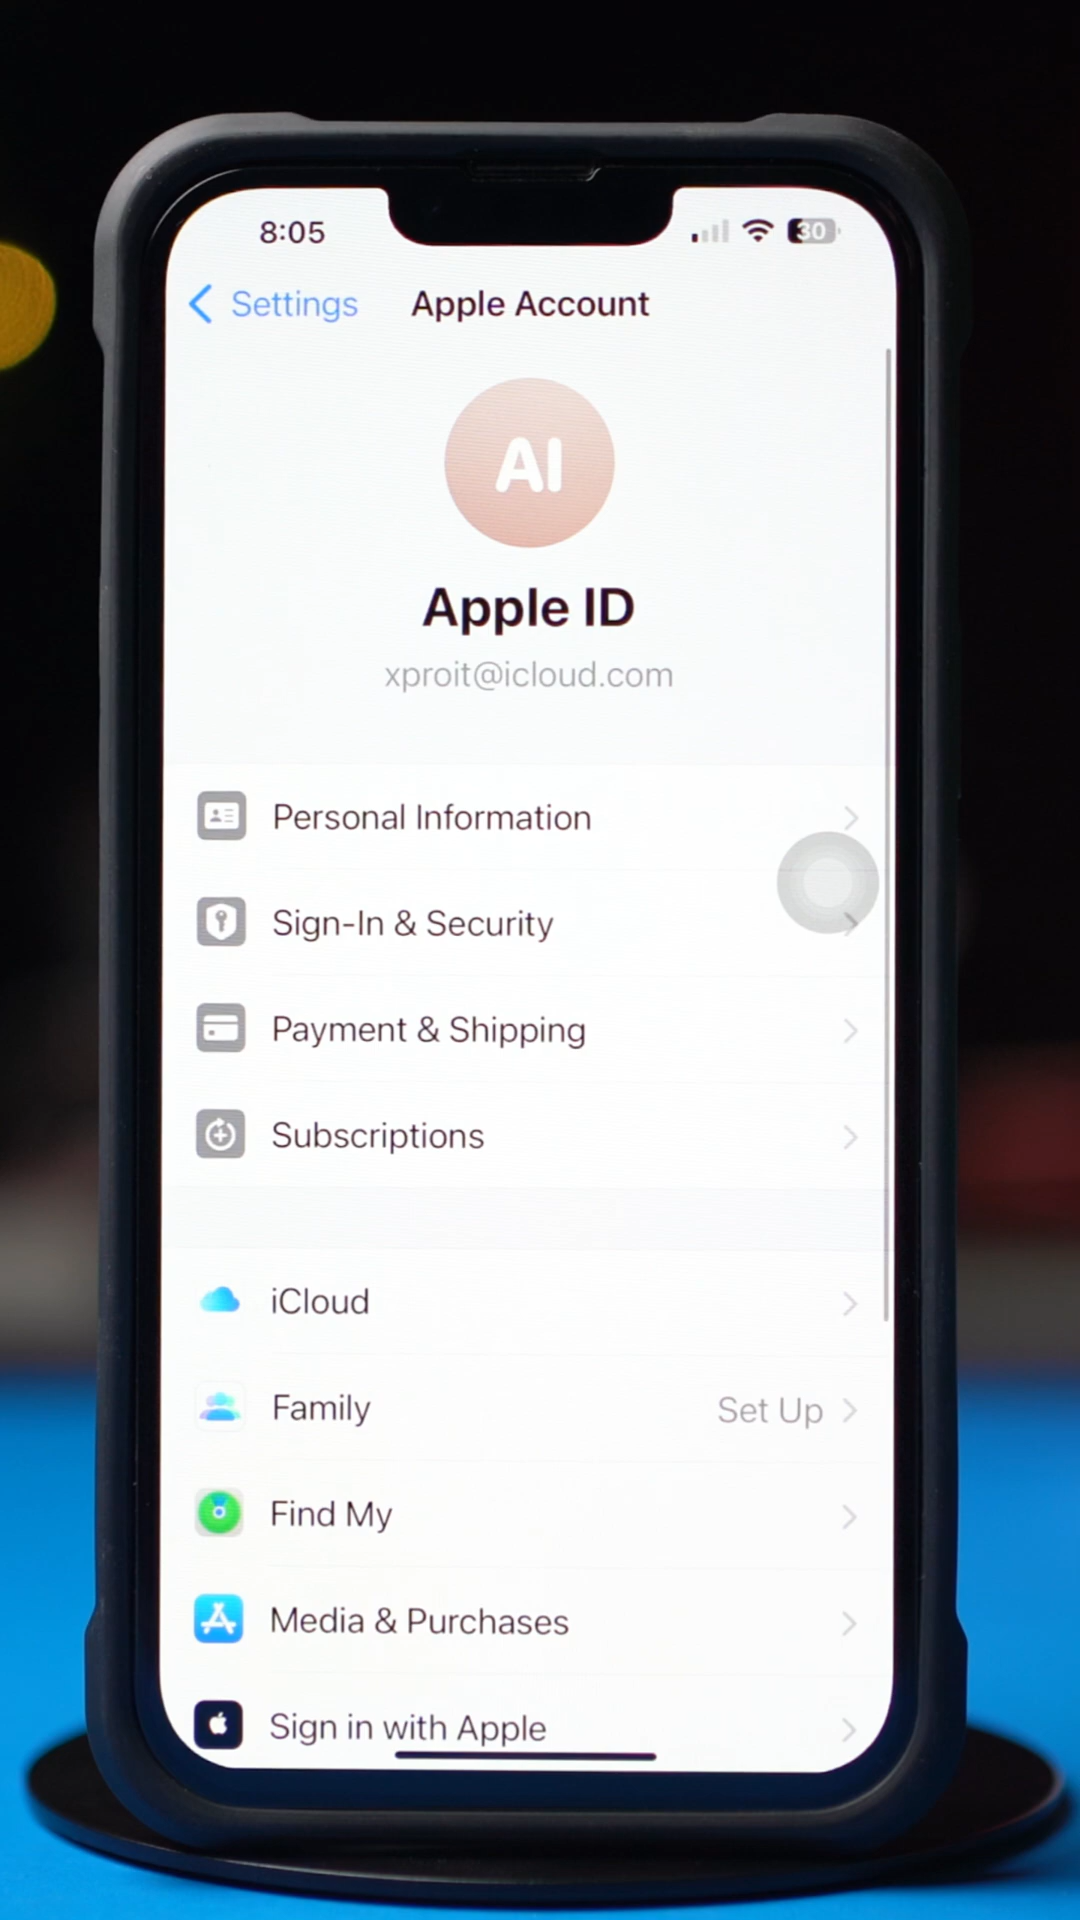 8:05
30
Settings
Apple Account
AI
Apple ID
xproit@icloud.com
Personal Information
Sign-In & Security
Payment & Shipping
Subscriptions
iCloud
Family
Set Up
Find My
Media & Purchases
Sign in with Apple